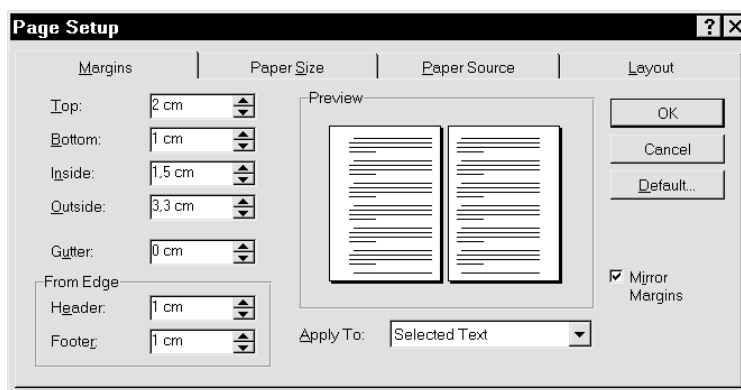 Page Setup
Margins Paper Size Paper Source Layout
Top: 2 cm
Bottom: 1 cm
Inside: 1,5 cm
Outside: 3,3 cm
Gutter: 0 cm
From Edge
Header: 1 cm
Footer: 1 cm
Preview
Apply To: Selected Text
OK
Cancel
Default...
Mirror
Margins